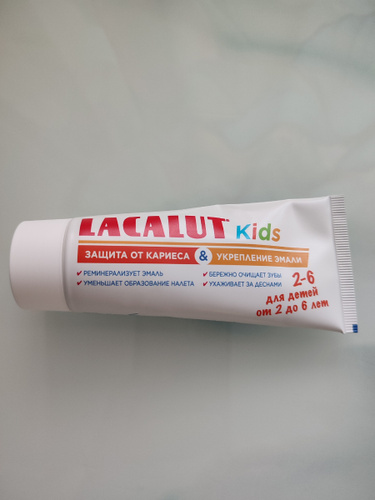 LACALUT® Kids
ЗАЩИТА ОТ КАРИЕСА & УКРЕПЛЕНИЕ ЭМАЛИ
✓ РЕМИНЕРАЛИЗУЕТ ЭМАЛЬ
✓ УМЕНЬШАЕТ ОБРАЗОВАНИЕ НАЛЕТА
✓ БЕРЕЖНО ОЧИЩАЕТ ЗУБЫ
✓ УХАЖИВАЕТ ЗА ДЕСНАМИ
2-6
для детей
от 2 до 6 лет